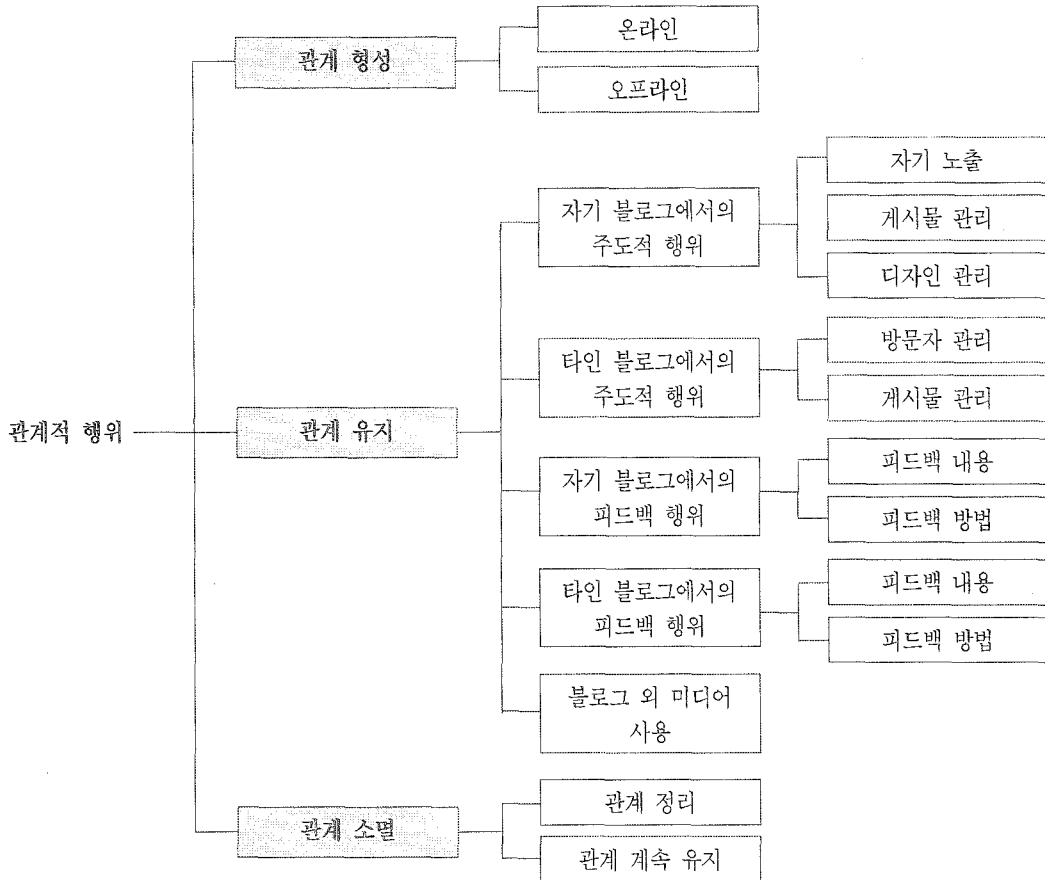 관계적 행위
관계 형성
온라인
오프라인
관계 유지
자기 블로그에서의
주도적 행위
자기 노출
게시물 관리
디자인 관리
타인 블로그에서의
주도적 행위
방문자 관리
게시물 관리
자기 블로그에서의
피드백 행위
피드백 내용
피드백 방법
타인 블로그에서의
피드백 행위
피드백 내용
피드백 방법
블로그 외 미디어
사용
관계 소멸
관계 정리
관계 계속 유지